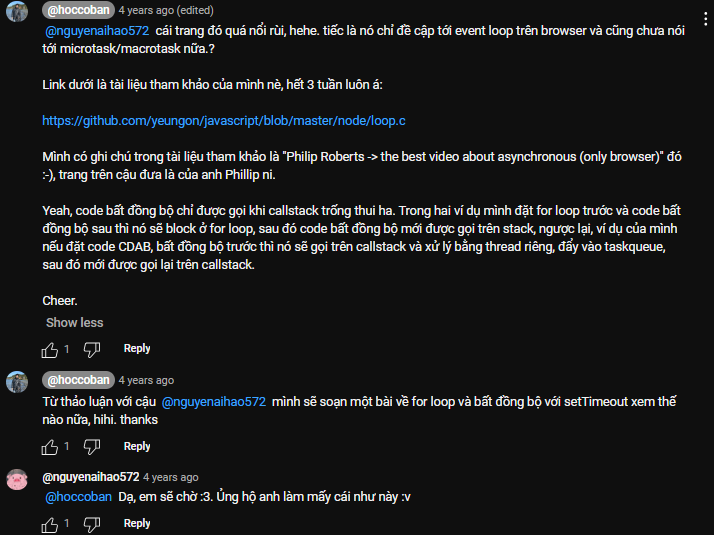 @hoccoban 4 years ago (edited)
@nguyenaihao572 cái trang đó quá nổi rùi, hehe. tiếc là nó chỉ đề cập tới event loop trên browser và cũng chưa nói
tới microtask/macrotask nữa.?
Link dưới là tài liệu tham khảo của mình nè, hết 3 tuần luôn á:
https://github.com/yeungon/javascript/blob/master/node/loop.c
Mình có ghi chú trong tài liệu tham khảo là "Philip Roberts -> the best video about asynchronous (only browser)" đó
:-), trang trên cậu đưa là của anh Phillip ni.
Yeah, code bất đồng bộ chỉ được gọi khi callstack trống thui ha. Trong hai ví dụ mình đặt for loop trước và code bất
đồng bộ sau thì nó sẽ block ở for loop, sau đó code bất đồng bộ mới được gọi trên stack, ngược lại, ví dụ của mình
nếu đặt code CDAB, bất đồng bộ trước thì nó sẽ gọi trên callstack và xử lý bằng thread riêng, đẩy vào taskqueue,
sau đó mới được gọi lại trên callstack.
Cheer.
Show less
1 Reply
@hoccoban 4 years ago
Từ thảo luận với cậu @nguyenaihao572 mình sẽ soạn một bài về for loop và bất đồng bộ với setTimeout xem thế
nào nữa, hihi. thanks
1 Reply
@nguyenaihao572 4 years ago
@hoccoban Dạ, em sẽ chờ :3. Ủng hộ anh làm mấy cái như này :v
1 Reply